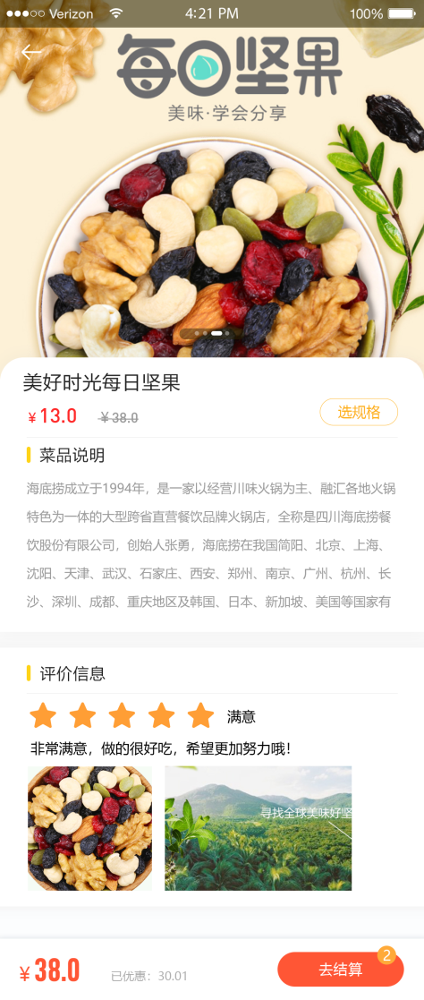 Verizon 4:21 PM 100%
每日坚果
美味·学会分享
美好时光每日坚果
¥13.0 ¥38.0 选规格
菜品说明
海底捞成立于1994年，是一家以经营川味火锅为主、融汇各地火锅
特色为一体的大型跨省直营餐饮品牌火锅店，全称是四川海底捞餐
饮股份有限公司，创始人张勇，海底捞在我国简阳、北京、上海、
沈阳、天津、武汉、石家庄、西安、郑州、南京、广州、杭州、长
沙、深圳、成都、重庆地区及韩国、日本、新加坡、美国等国家有
评价信息
满意
非常满意，做的很好吃，希望更加努力哦！
寻找全球美味好坚
¥38.0 已优惠：30.01 去结算 2